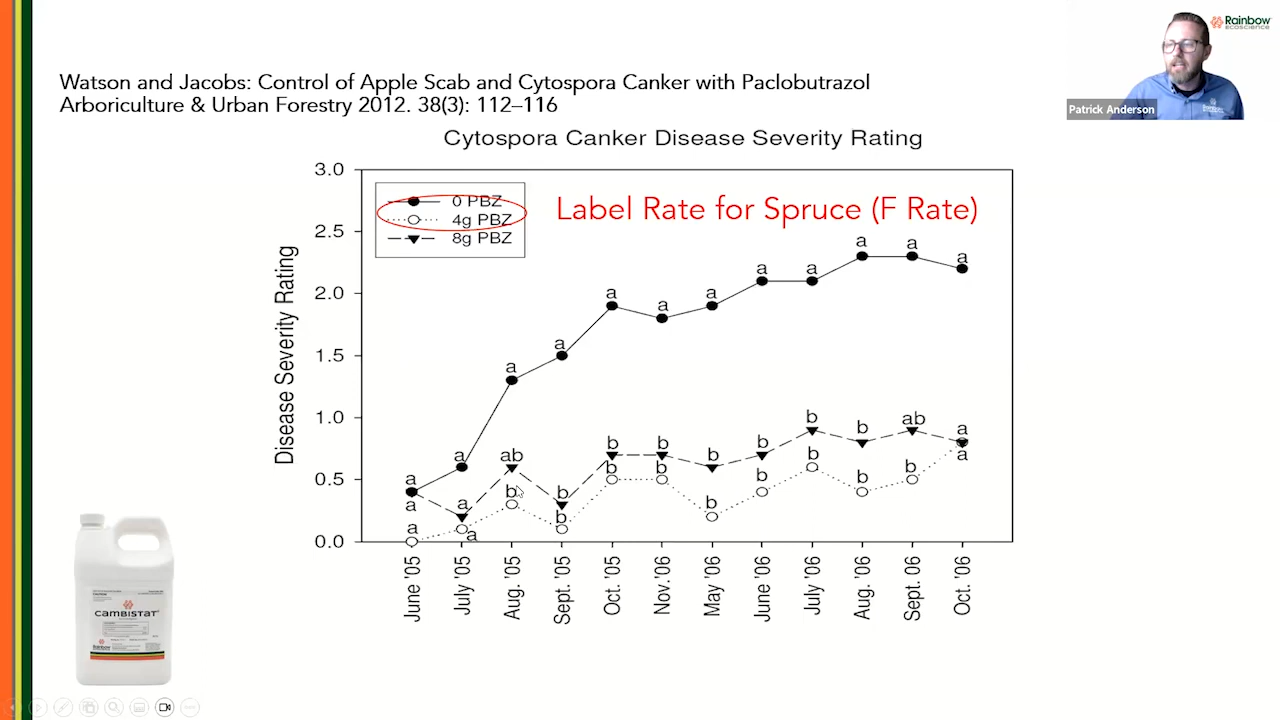 Watson and Jacobs: Control of Apple Scab and Cytospora Canker with Paclobutrazol
Arboriculture & Urban Forestry 2012. 38(3): 112–116
Rainbow
ecoscience
Patrick Anderson
Cytospora Canker Disease Severity Rating
Label Rate for Spruce (F Rate)
0 PBZ
4g PBZ
8g PBZ
Disease Severity Rating
3.0
2.5
2.0
1.5
1.0
0.5
0.0
a a a a a a a a a a a a
a a ab b b b b b b b ab a
a a b b b b b b b b b a
June '05
July '05
Aug. '05
Sept. '05
Oct. '05
Nov.'06
May '06
June '06
July '06
Aug. '06
Sept. 06
Oct. '06
CAMBISTAT
Rainbow